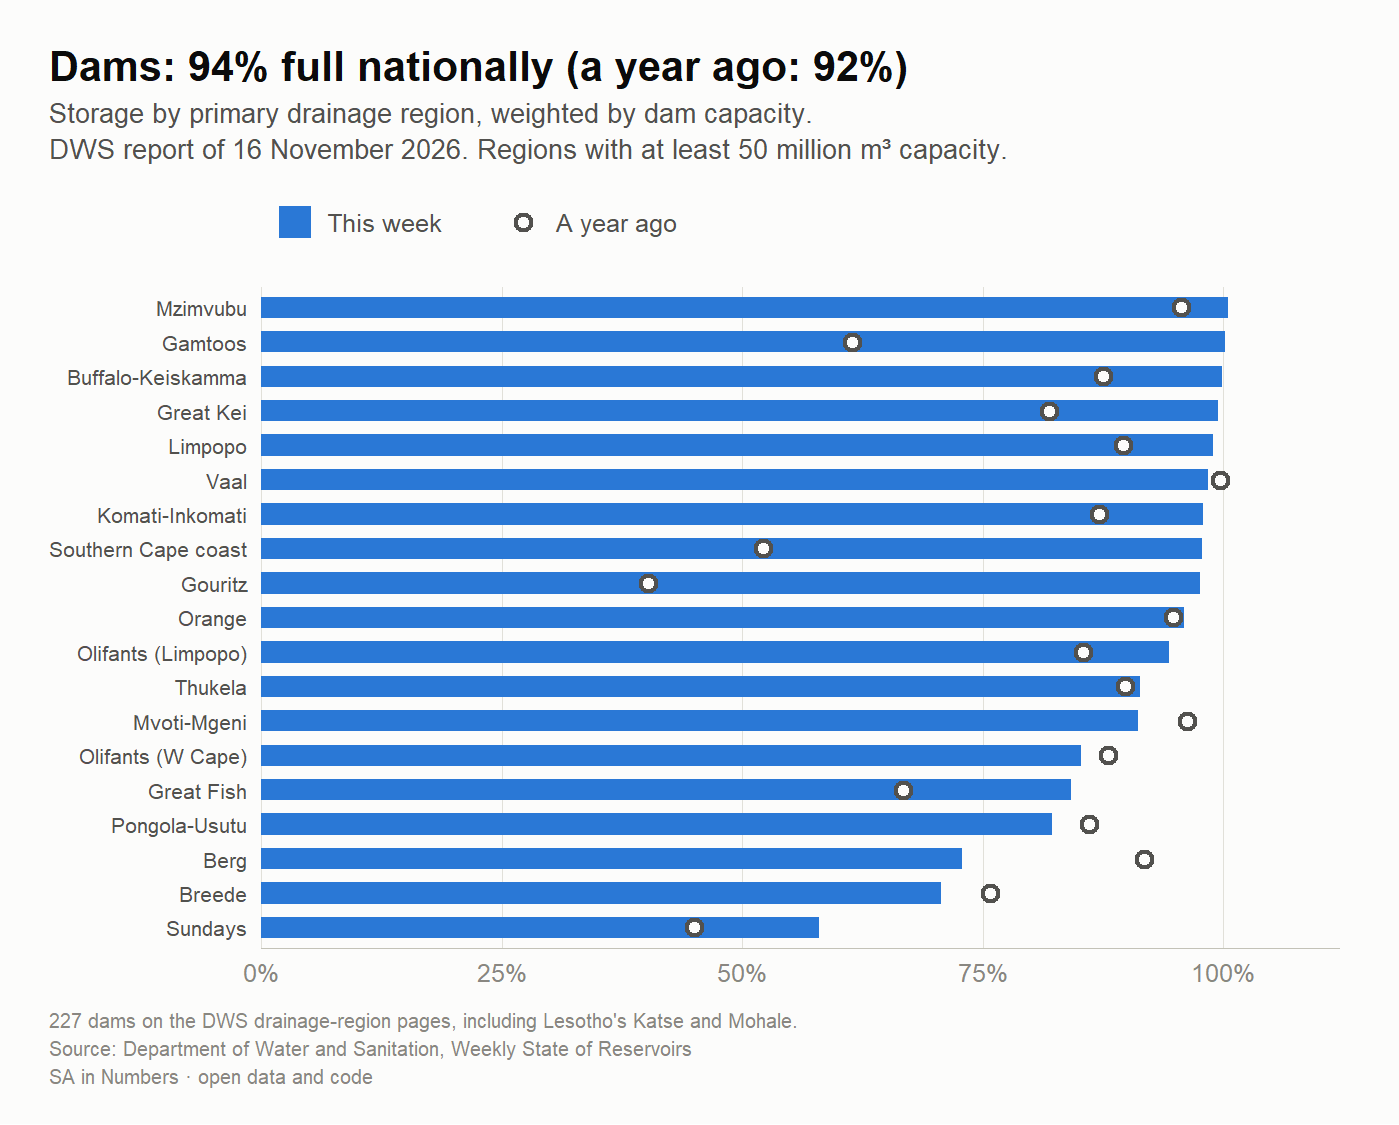 Dams: 94% full nationally (a year ago: 92%)
Storage by primary drainage region, weighted by dam capacity.
DWS report of 16 November 2026. Regions with at least 50 million m³ capacity.
This week
A year ago
Mzimvubu
Gamtoos
Buffalo-Keiskamma
Great Kei
Limpopo
Vaal
Komati-Inkomati
Southern Cape coast
Gouritz
Orange
Olifants (Limpopo)
Thukela
Mvoti-Mgeni
Olifants (W Cape)
Great Fish
Pongola-Usutu
Berg
Breede
Sundays
0% 25% 50% 75% 100%
227 dams on the DWS drainage-region pages, including Lesotho's Katse and Mohale.
Source: Department of Water and Sanitation, Weekly State of Reservoirs
SA in Numbers · open data and code